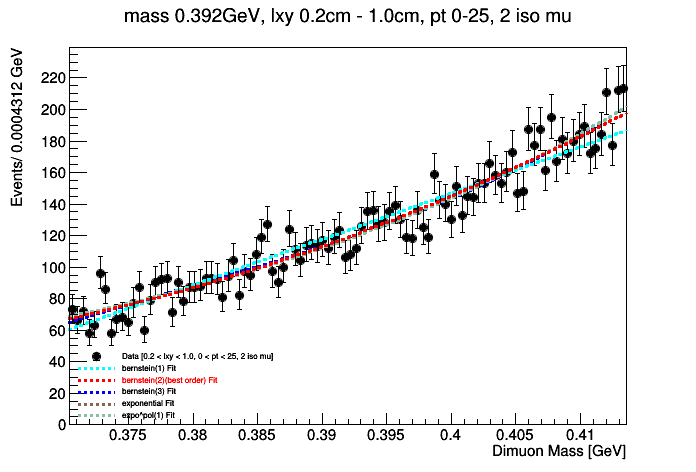 mass 0.392GeV, lxy 0.2cm - 1.0cm, pt 0-25, 2 iso mu
Events/ 0.0004312 GeV
220
200
180
160
140
120
100
80
60
40
20
0
Data [0.2 < lxy < 1.0, 0 < pt < 25, 2 iso mu]
bernstein(1) Fit
bernstein(2)(best order) Fit
bernstein(3) Fit
exponential Fit
expo*pol(1) Fit
0.375 0.38 0.385 0.39 0.395 0.4 0.405 0.41
Dimuon Mass [GeV]